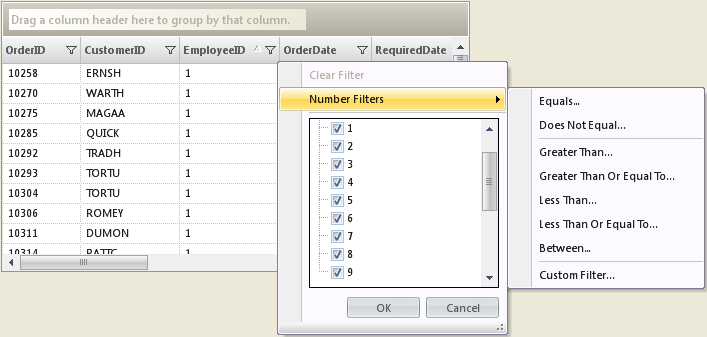 Drag a column header here to group by that column.
OrderID CustomerID EmployeeID OrderDate RequiredDate
10258 ERNSH 1
10270 WARTH 1
10275 MAGAA 1
10285 QUICK 1
10292 TRADH 1
10293 TORTU 1
10304 TORTU 1
10306 ROMEY 1
10311 DUMON 1
10314 RATTC 1
Clear Filter
Number Filters
1
2
3
4
5
6
7
8
9
OK Cancel
Equals...
Does Not Equal...
Greater Than...
Greater Than Or Equal To...
Less Than...
Less Than Or Equal To...
Between...
Custom Filter...